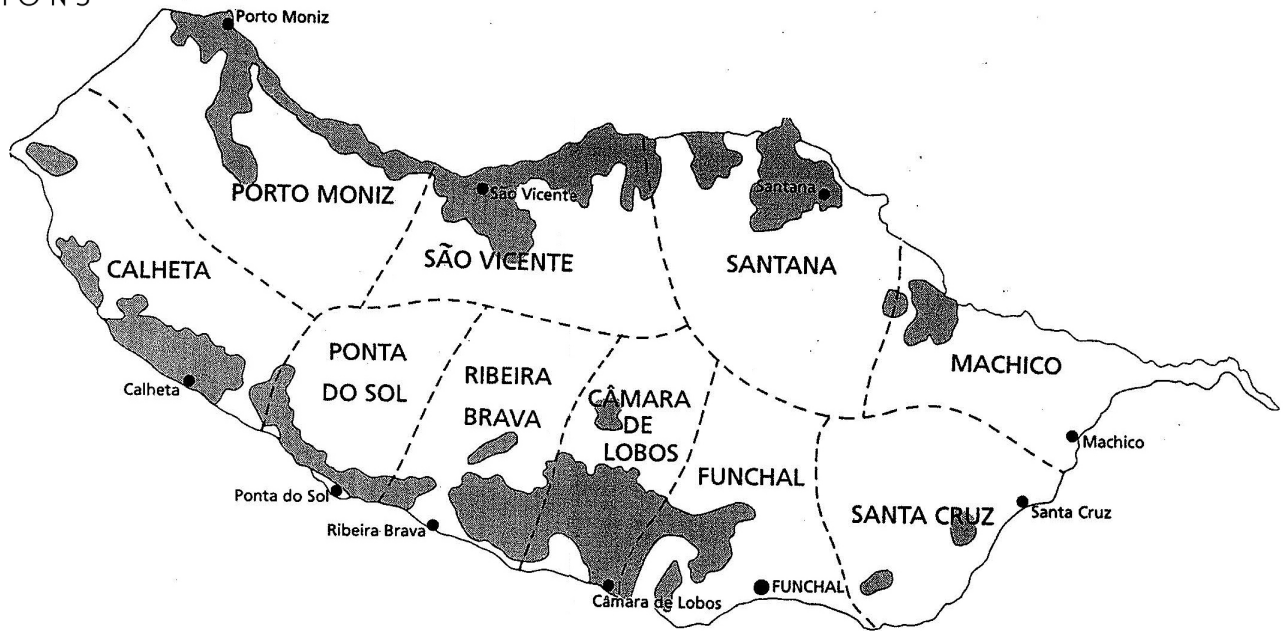 IONS
Porto Moniz
PORTO MONIZ
São Vicente
Santana
CALHETA
SÃO VICENTE
SANTANA
PONTA
DO SOL
RIBEIRA
BRAVA
CÂMARA
DE
LOBOS
MACHICO
Calheta
Machico
FUNCHAL
Ponta do Sol
SANTA CRUZ
Santa Cruz
Ribeira Brava
Câmara de Lobos
FUNCHAL